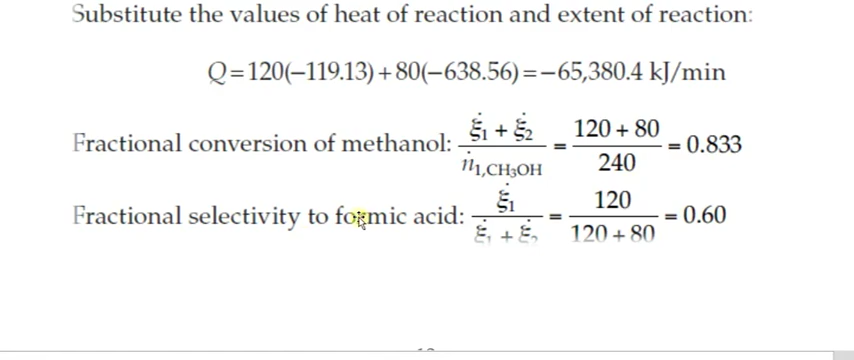 Substitute the values of heat of reaction and extent of reaction:
Q=120(−119.13)+80(−638.56)=−65,380.4 kJ/min
Fractional conversion of methanol: (ξ̇₁ + ξ̇₂)/ṅ₁,CH₃OH = (120 + 80)/240 = 0.833
Fractional selectivity to formic acid: ξ̇₁/(ξ̇₁ + ξ̇₂) = 120/(120 + 80) = 0.60